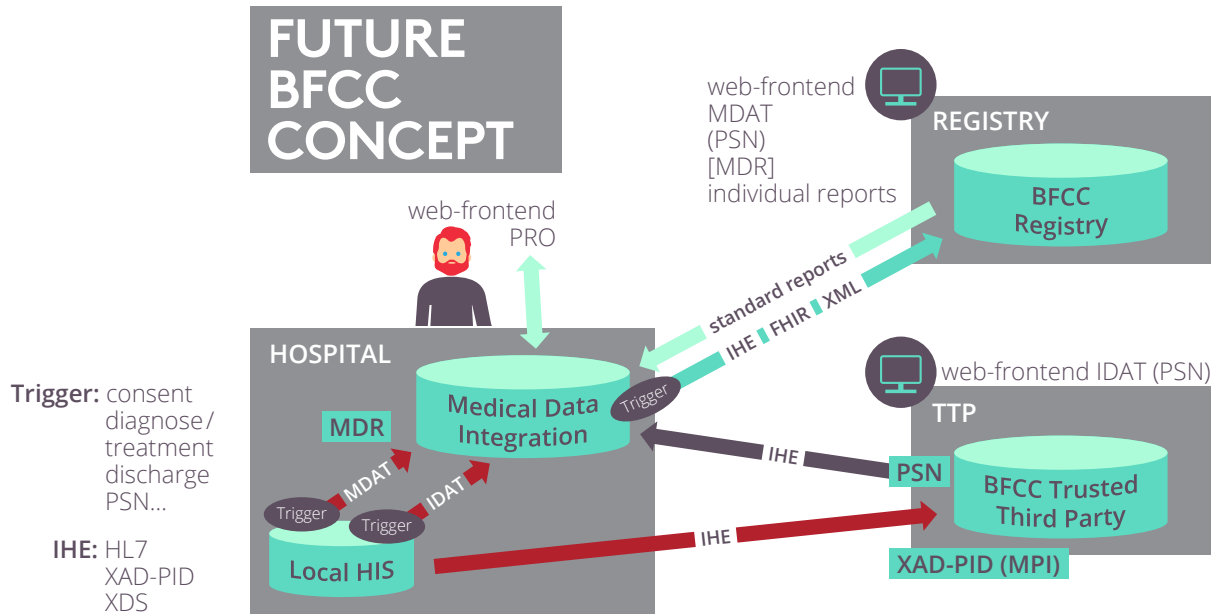 FUTURE
BFCC
CONCEPT
web-frontend
MDAT
(PSN)
[MDR]
individual reports
REGISTRY
BFCC
Registry
web-frontend
PRO
standard reports
IHE FHIR XML
HOSPITAL
Medical Data
Integration
Trigger
MDR
MDAT
IDAT
Trigger
Trigger
Local HIS
Trigger: consent
diagnose/
treatment
discharge
PSN...
IHE: HL7
XAD-PID
XDS
web-frontend IDAT (PSN)
TTP
IHE
PSN
BFCC Trusted
Third Party
IHE
XAD-PID (MPI)